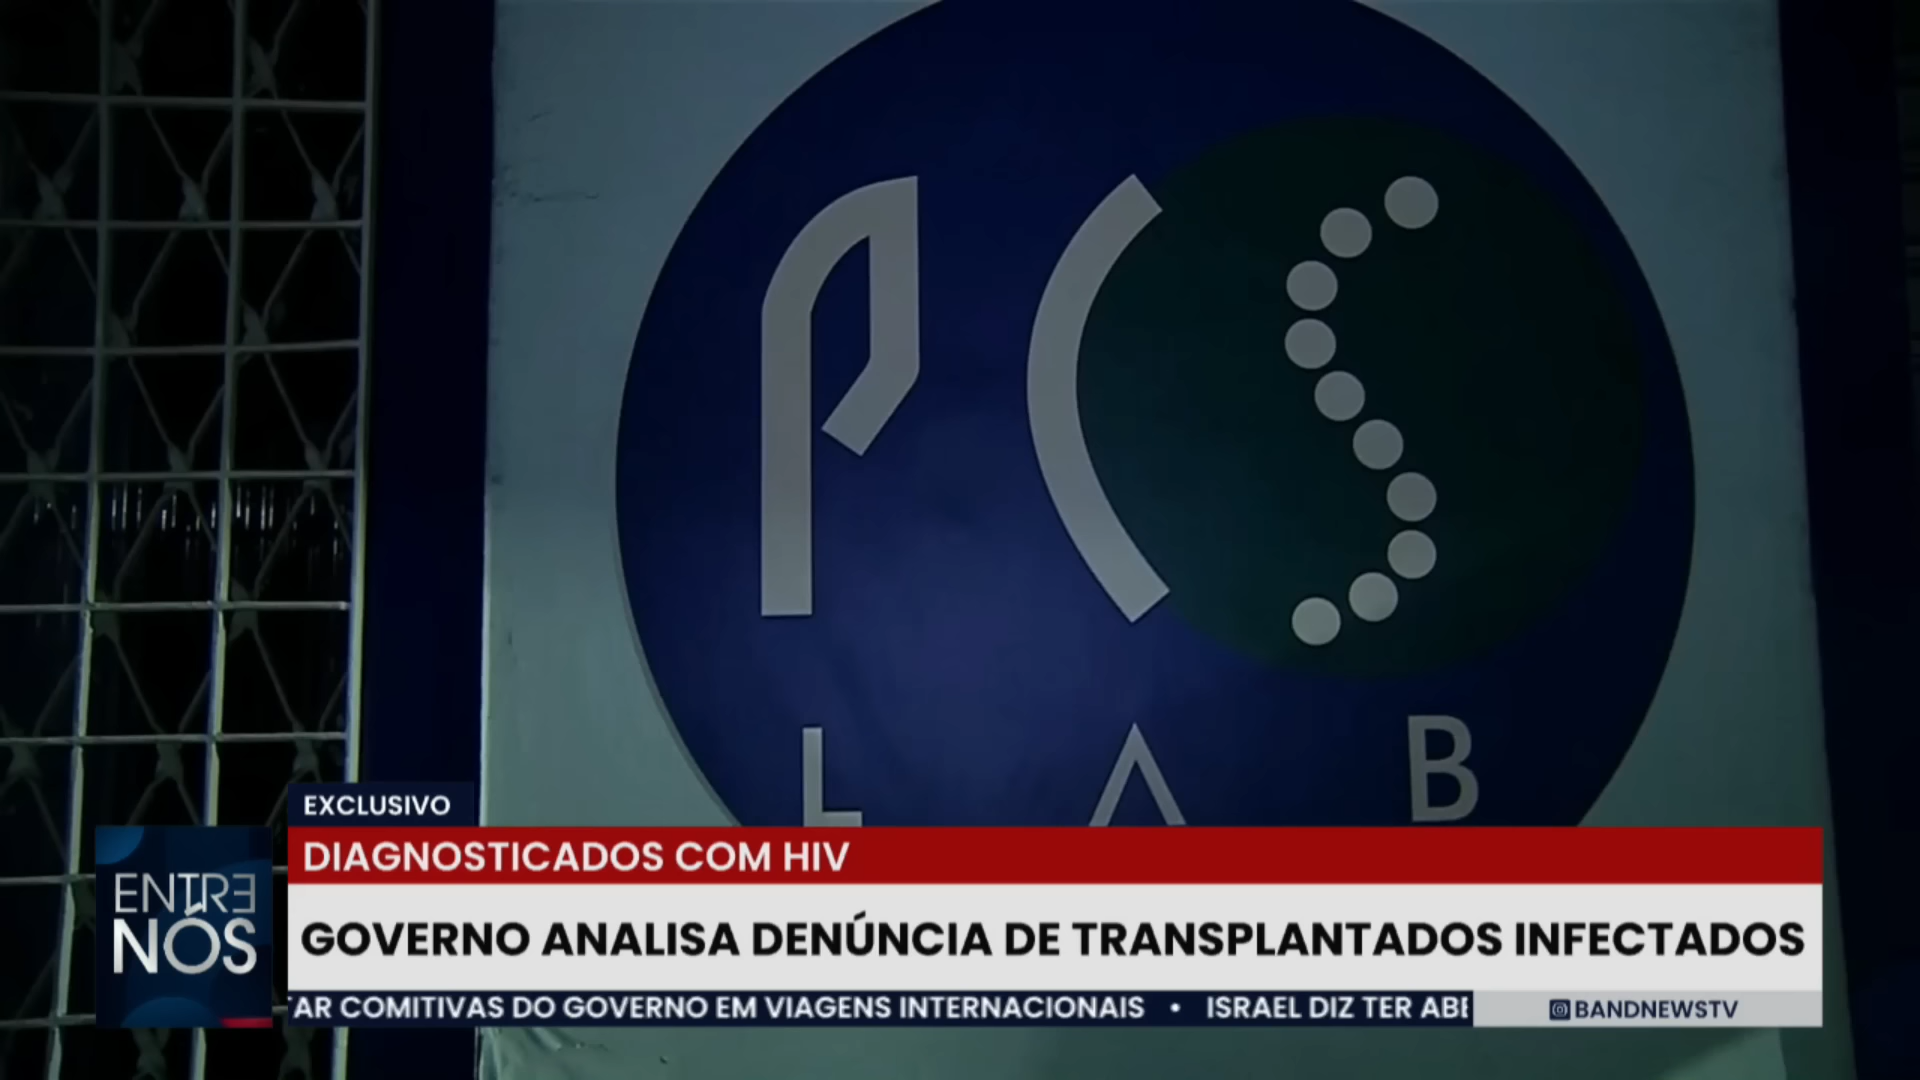 PCS
LAB
EXCLUSIVO
DIAGNOSTICADOS COM HIV
ENTRE
NÓS
GOVERNO ANALISA DENÚNCIA DE TRANSPLANTADOS INFECTADOS
TAR COMITIVAS DO GOVERNO EM VIAGENS INTERNACIONAIS • ISRAEL DIZ TER ABE
BANDNEWSTV